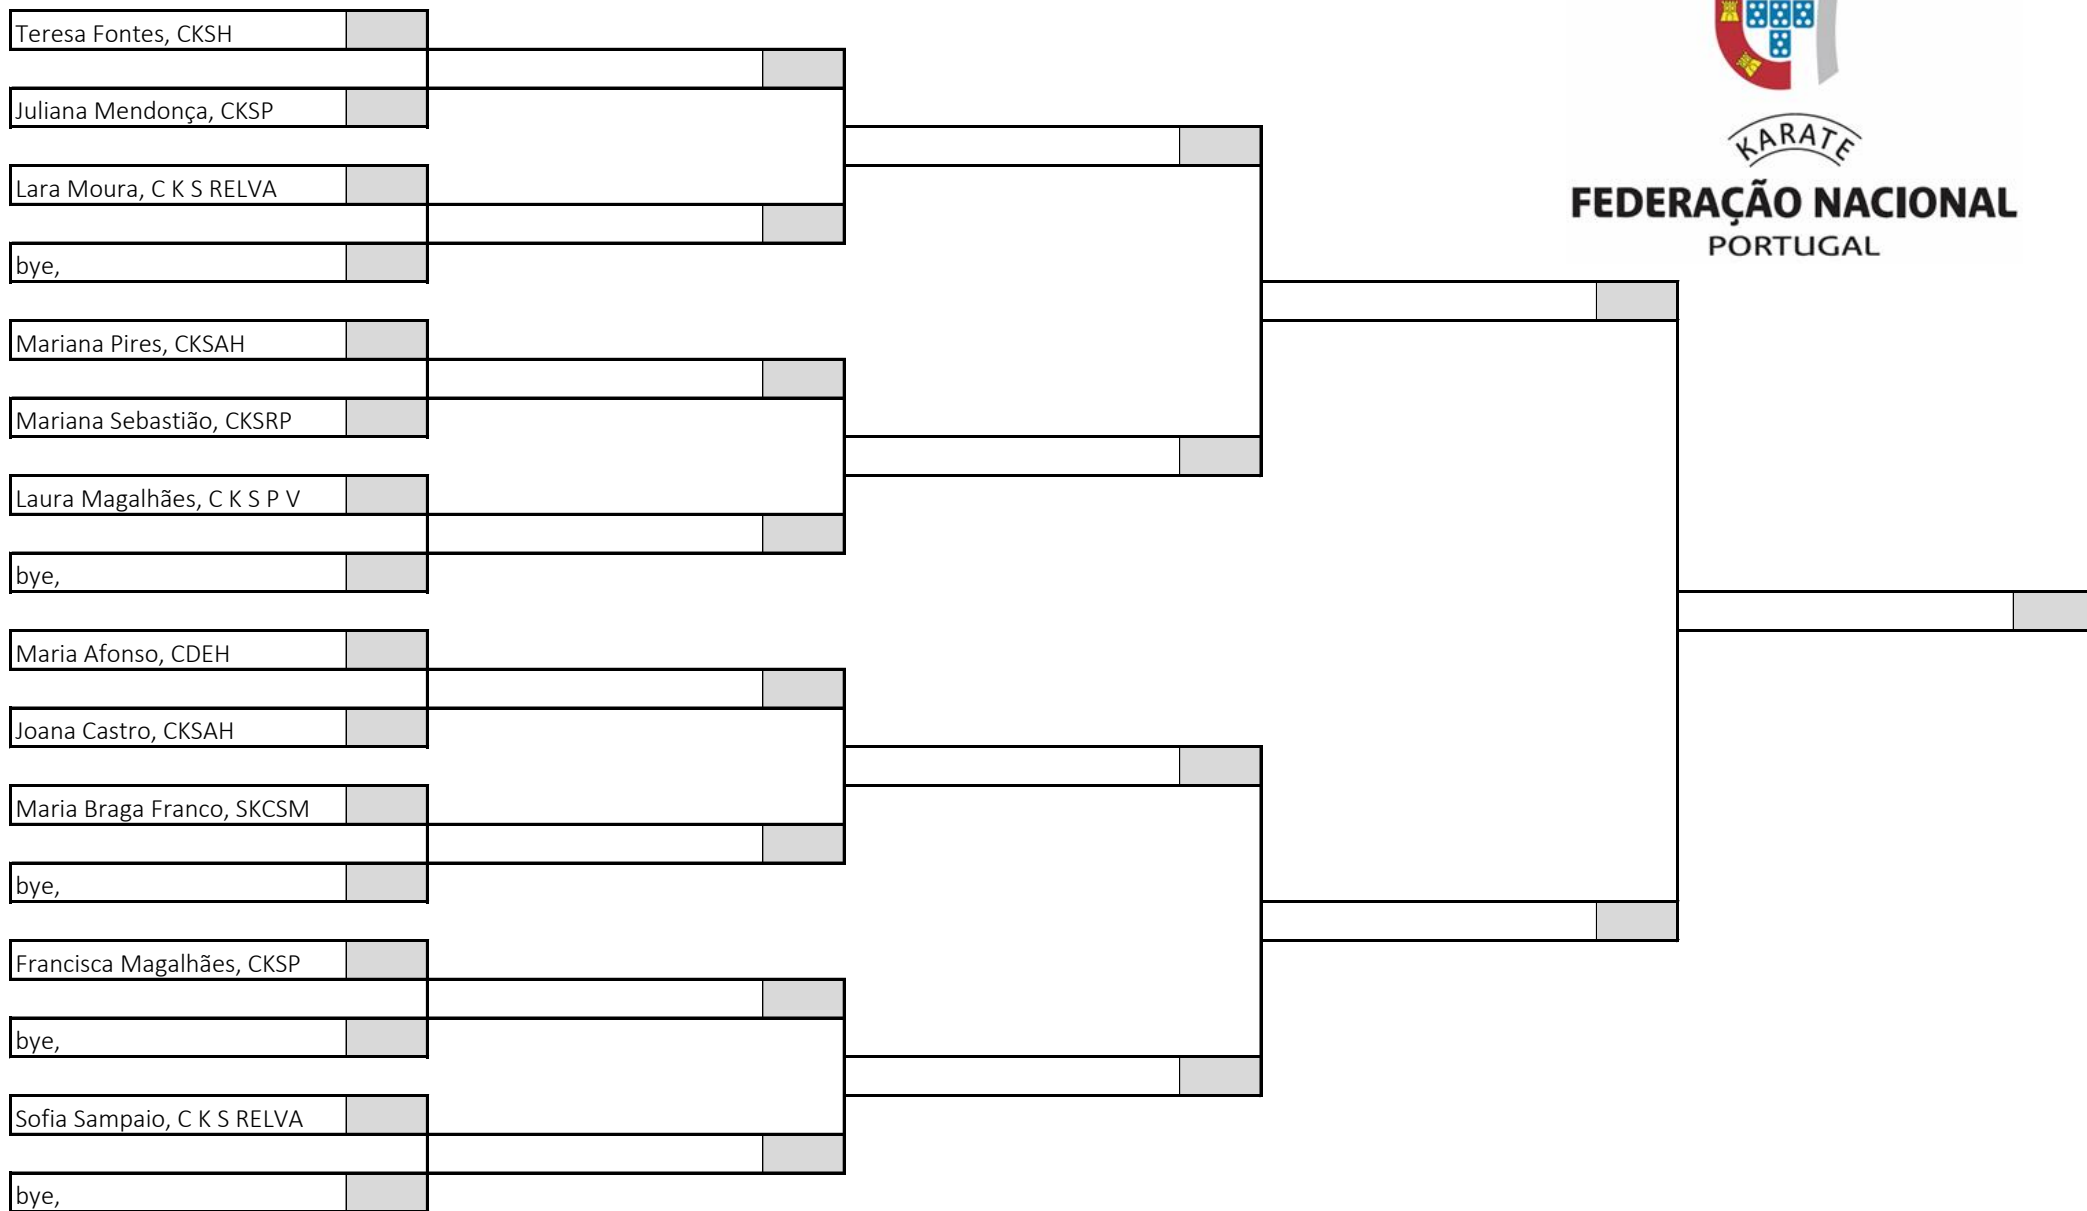 Teresa Fontes, CKSH
Juliana Mendonça, CKSP
Lara Moura, C K S RELVA
bye,
Mariana Pires, CKSAH
Mariana Sebastião, CKSRP
Laura Magalhães, C K S P V
bye,
Maria Afonso, CDEH
Joana Castro, CKSAH
Maria Braga Franco, SKCSM
bye,
Francisca Magalhães, CKSP
bye,
Sofia Sampaio, C K S RELVA
bye,
KARATE
FEDERAÇÃO NACIONAL
PORTUGAL